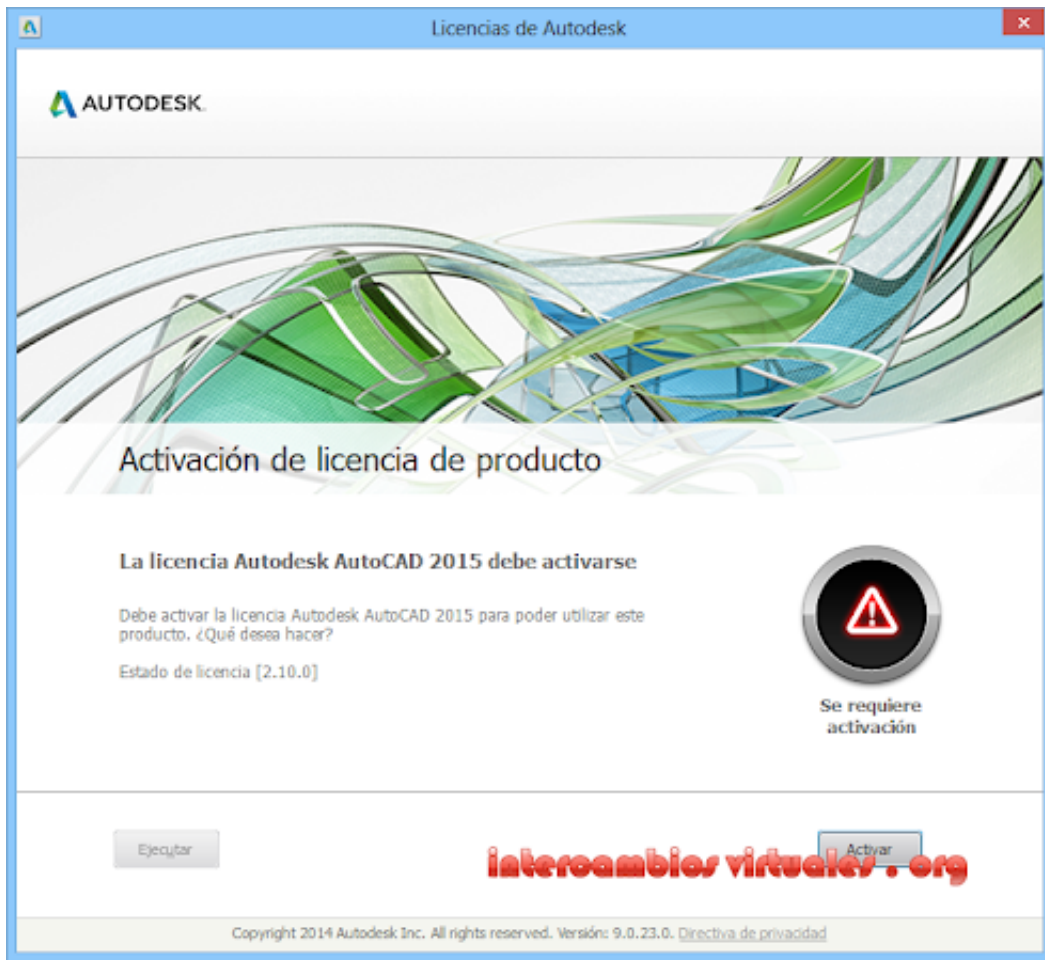 Licencias de Autodesk
AUTODESK.
Activación de licencia de producto
La licencia Autodesk AutoCAD 2015 debe activarse
Debe activar la licencia Autodesk AutoCAD 2015 para poder utilizar este
producto. ¿Qué desea hacer?
Estado de licencia [2.10.0]
Se requiere
activación
Ejecutar
Activar
intercambios virtuales . org
Copyright 2014 Autodesk Inc. All rights reserved. Versión: 9.0.23.0. Directiva de privacidad